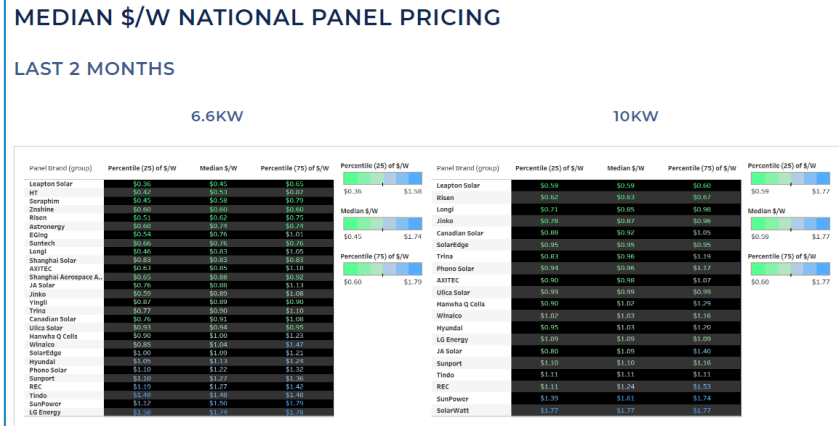 MEDIAN $/W NATIONAL PANEL PRICING
LAST 2 MONTHS
6.6KW
Panel Brand (group) Percentile (25) of $/W Median $/W Percentile (75) of $/W
Leapton Solar $0.36 $0.45 $0.65
HT $0.42 $0.53 $0.87
Seraphim $0.45 $0.58 $0.79
Znshine $0.60 $0.60 $0.60
Risen $0.51 $0.62 $0.75
Astronergy $0.60 $0.74 $0.74
EGing $0.54 $0.76 $1.01
Suntech $0.66 $0.76 $0.76
Longi $0.46 $0.83 $1.05
Shanghai Solar $0.83 $0.83 $0.83
AXITEC $0.63 $0.85 $1.18
Shanghai Aerospace A.. $0.65 $0.88 $0.92
JA Solar $0.76 $0.88 $1.13
Jinko $0.59 $0.89 $1.08
Yingli $0.87 $0.89 $0.90
Trina $0.77 $0.90 $1.10
Canadian Solar $0.76 $0.91 $1.08
Ulica Solar $0.93 $0.94 $0.95
Hanwha Q Cells $0.90 $1.00 $1.23
Winaico $0.85 $1.04 $1.47
SolarEdge $1.00 $1.09 $1.21
Hyundai $1.05 $1.13 $1.24
Phono Solar $1.10 $1.22 $1.32
Sunport $1.10 $1.27 $1.36
REC $1.19 $1.27 $1.42
Tindo $1.48 $1.48 $1.48
SunPower $1.12 $1.50 $1.79
LG Energy $1.58 $1.74 $1.78
Percentile (25) of $/W
$0.36 $1.58
Median $/W
$0.45 $1.74
Percentile (75) of $/W
$0.60 $1.79
10KW
Panel Brand (group) Percentile (25) of $/W Median $/W Percentile (75) of $/W
Leapton Solar $0.59 $0.59 $0.60
Risen $0.62 $0.63 $0.67
Longi $0.71 $0.85 $0.98
Jinko $0.78 $0.87 $0.96
Canadian Solar $0.88 $0.92 $1.05
SolarEdge $0.95 $0.95 $0.95
Trina $0.83 $0.96 $1.19
Phono Solar $0.94 $0.96 $1.17
AXITEC $0.90 $0.98 $1.07
Ulica Solar $0.99 $0.99 $0.99
Hanwha Q Cells $0.90 $1.02 $1.29
Winaico $1.02 $1.03 $1.16
Hyundai $0.95 $1.03 $1.20
LG Energy $1.09 $1.09 $1.09
JA Solar $0.80 $1.09 $1.40
Sunport $1.10 $1.10 $1.16
Tindo $1.11 $1.11 $1.11
REC $1.11 $1.24 $1.53
SunPower $1.39 $1.61 $1.74
SolarWatt $1.77 $1.77 $1.77
Percentile (25) of $/W
$0.59 $1.77
Median $/W
$0.59 $1.77
Percentile (75) of $/W
$0.60 $1.77